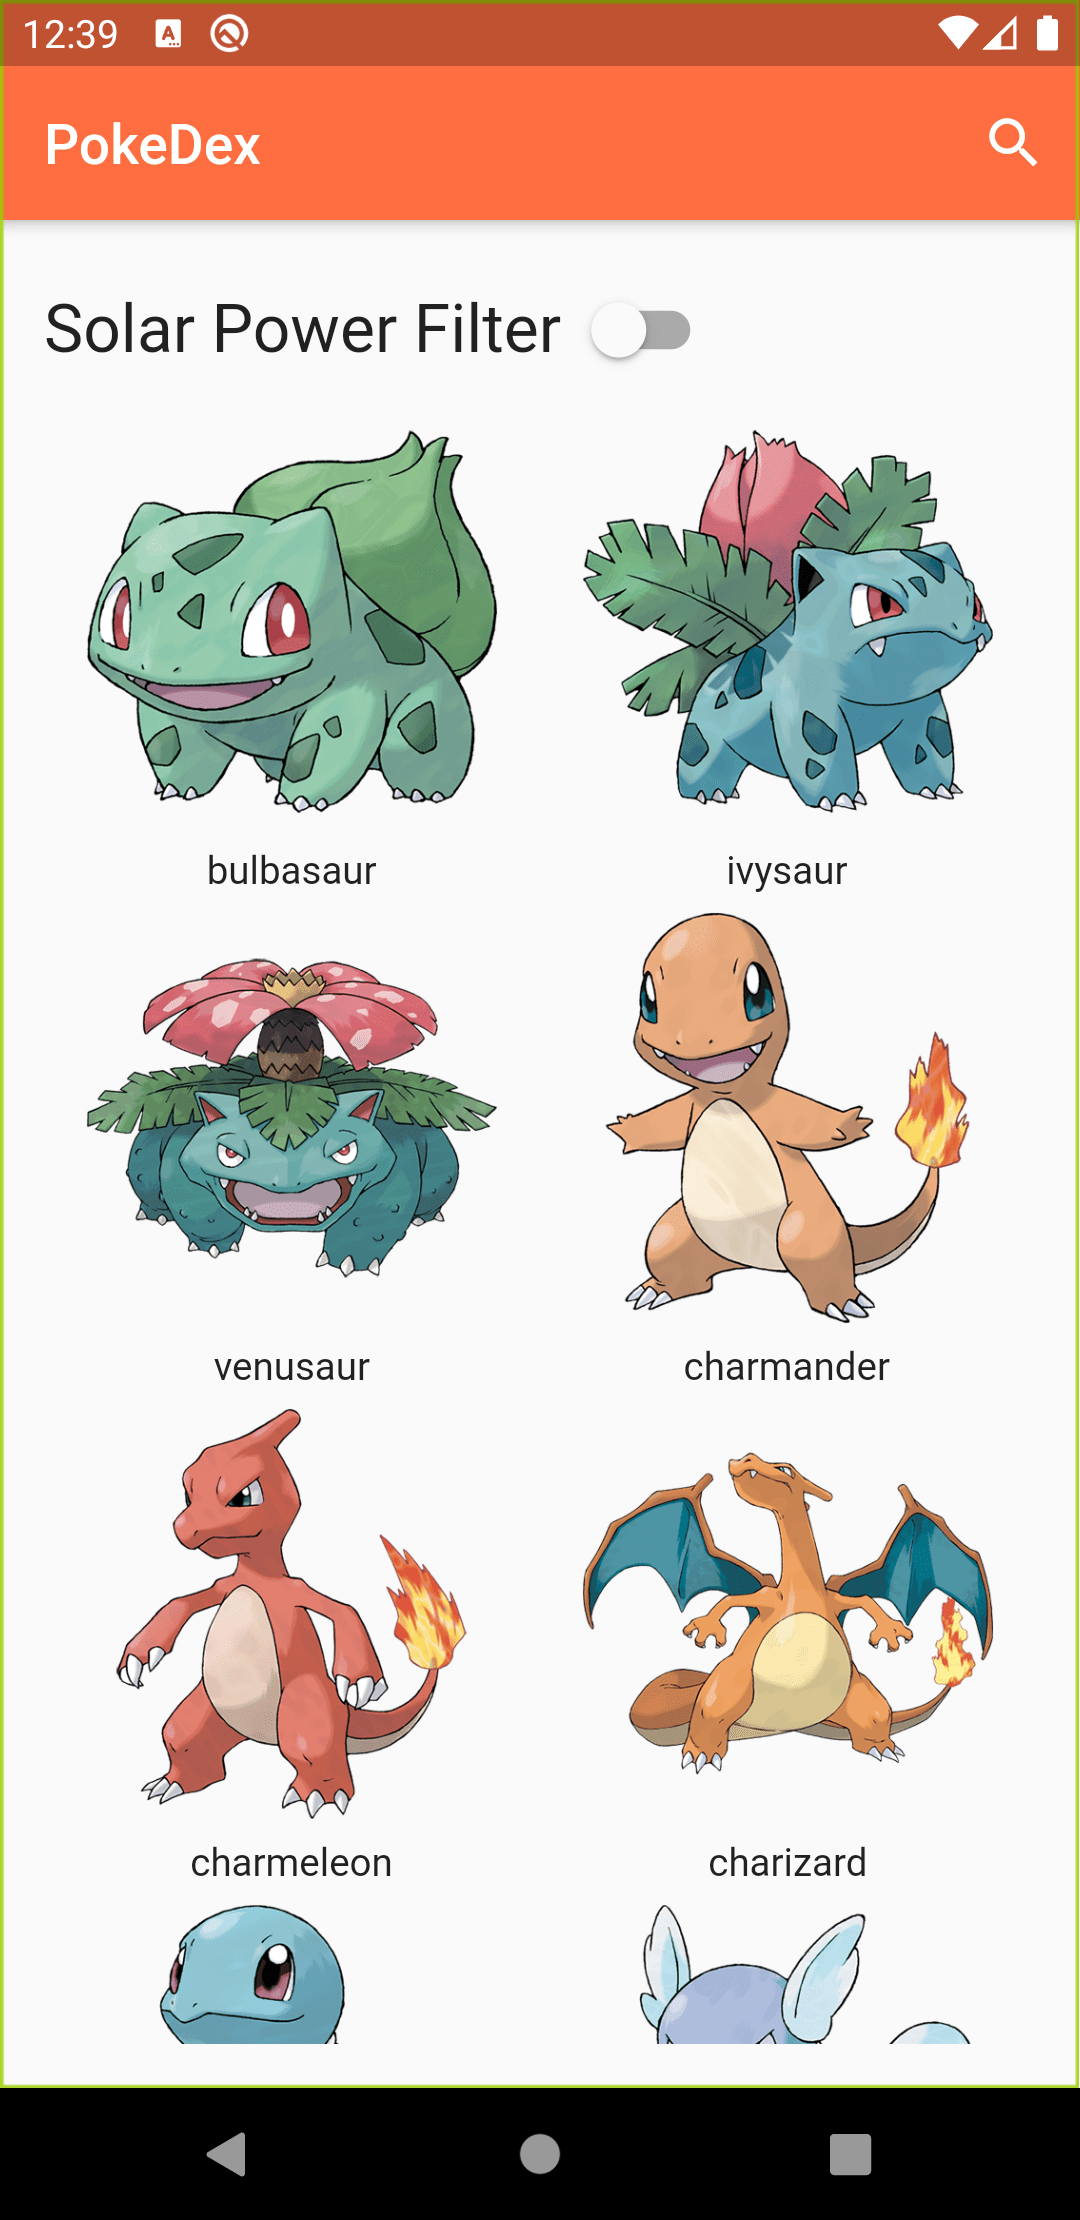 12:39
PokeDex
Solar Power Filter
bulbasaur
ivysaur
venusaur
charmander
charmeleon
charizard